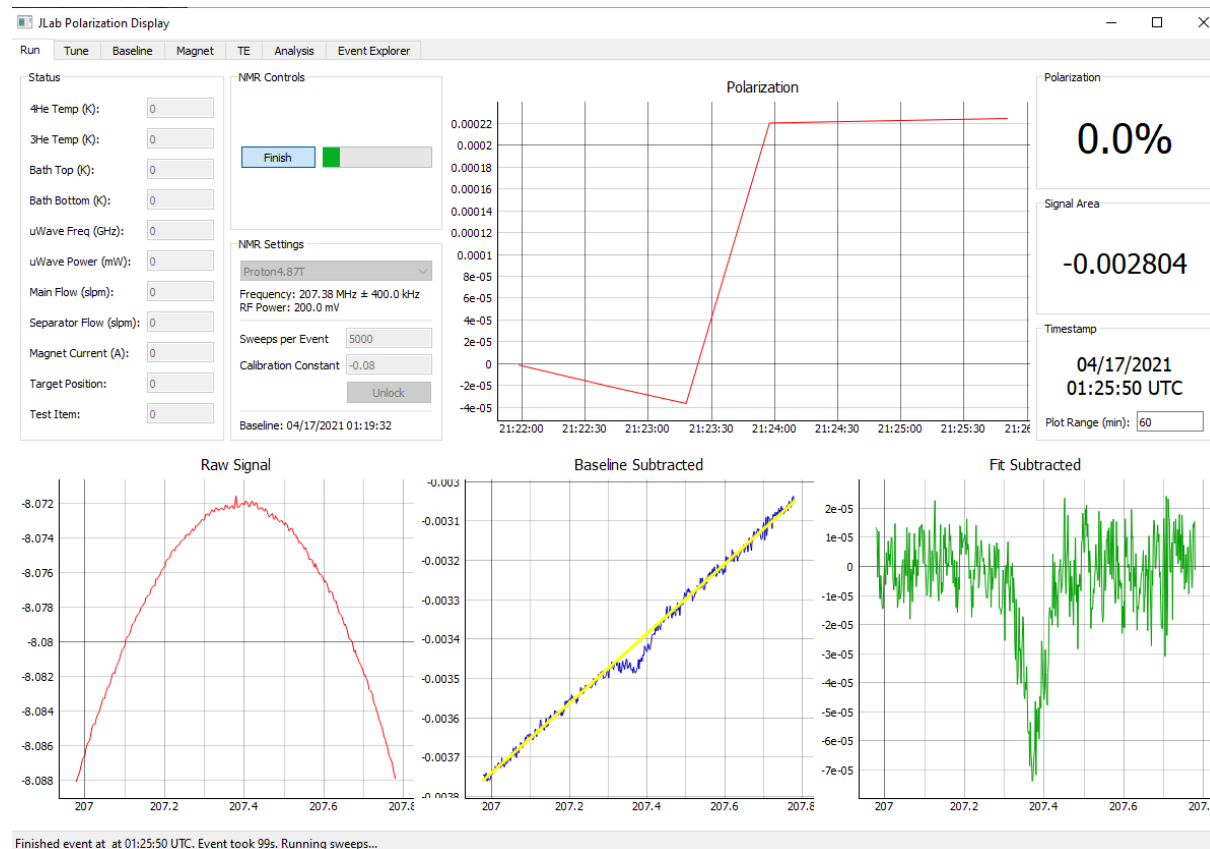 JLab Polarization Display
Run Tune Baseline Magnet TE Analysis Event Explorer
Status
4He Temp (K): 0
3He Temp (K): 0
Bath Top (K): 0
Bath Bottom (K): 0
uWave Freq (GHz): 0
uWave Power (mW): 0
Main Flow (slpm): 0
Separator Flow (slpm): 0
Magnet Current (A): 0
Target Position: 0
Test Item: 0
NMR Controls
Finish
NMR Settings
Proton4.87T
Frequency: 207.38 MHz ± 400.0 kHz
RF Power: 200.0 mV
Sweeps per Event 5000
Calibration Constant -0.08
Unlock
Baseline: 04/17/2021 01:19:32
Polarization
0.00022
0.0002
0.00018
0.00016
0.00014
0.00012
0.0001
8e-05
6e-05
4e-05
2e-05
0
-2e-05
-4e-05
21:22:00 21:22:30 21:23:00 21:23:30 21:24:00 21:24:30 21:25:00 21:25:30 21:26
Polarization
0.0%
Signal Area
-0.002804
Timestamp
04/17/2021
01:25:50 UTC
Plot Range (min): 60
Raw Signal
-8.072
-8.074
-8.076
-8.078
-8.08
-8.082
-8.084
-8.086
-8.088
207 207.2 207.4 207.6 207.8
Baseline Subtracted
-0.003
-0.0031
-0.0032
-0.0033
-0.0034
-0.0035
-0.0036
-0.0037
-0.0038
207 207.2 207.4 207.6 207.8
Fit Subtracted
2e-05
1e-05
0
-1e-05
-2e-05
-3e-05
-4e-05
-5e-05
-6e-05
-7e-05
207 207.2 207.4 207.6 207.
Finished event at  at 01:25:50 UTC. Event took 99s. Running sweeps...